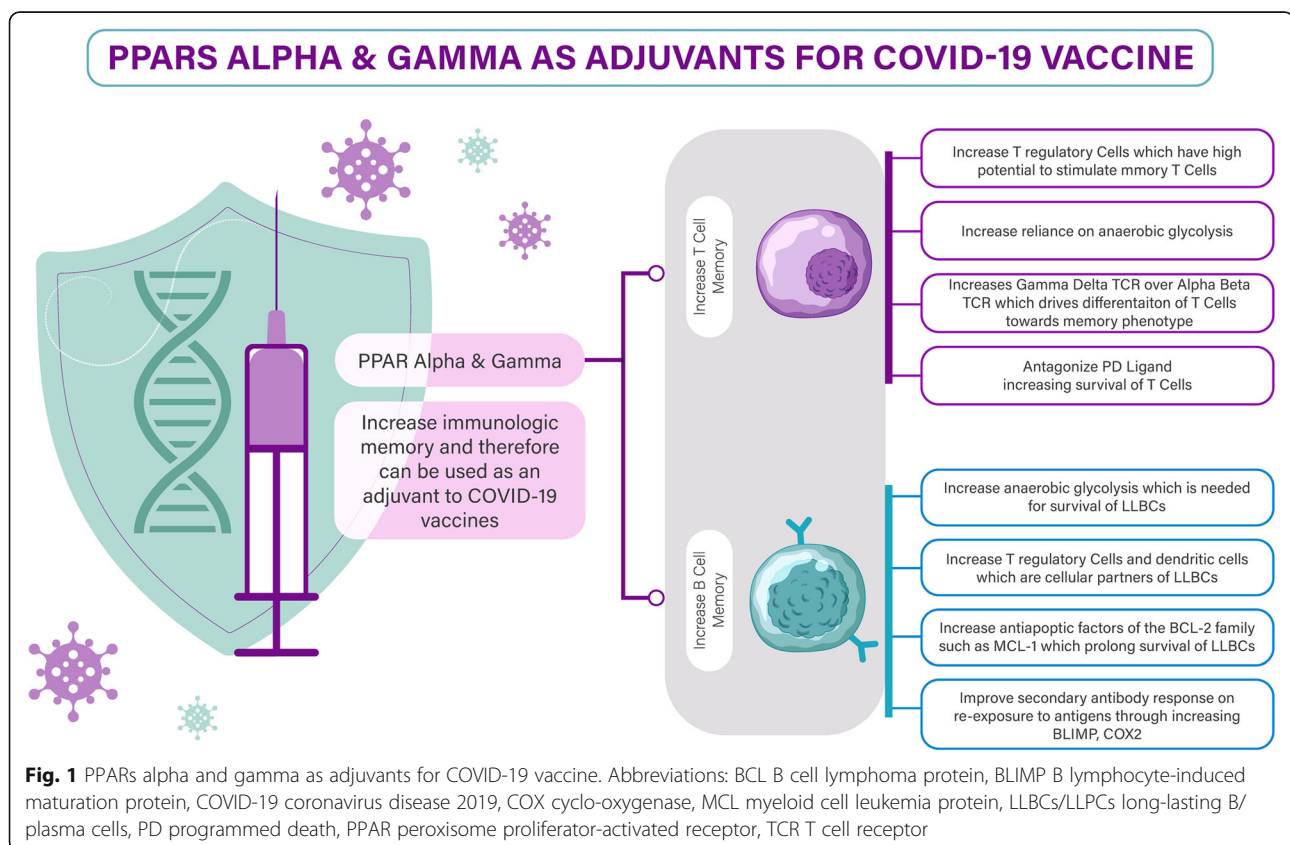 PPARS ALPHA & GAMMA AS ADJUVANTS FOR COVID-19 VACCINE
PPAR Alpha & Gamma
Increase immunologic
memory and therefore
can be used as an
adjuvant to COVID-19
vaccines
Increase T Cell
Memory
Increase T regulatory Cells which have high
potential to stimulate mmory T Cells
Increase reliance on anaerobic glycolysis
Increases Gamma Delta TCR over Alpha Beta
TCR which drives differentaiton of T Cells
towards memory phenotype
Antagonize PD Ligand
increasing survival of T Cells
Increase B Cell
Memory
Increase anaerobic glycolysis which is needed
for survival of LLBCs
Increase T regulatory Cells and dendritic cells
which are cellular partners of LLBCs
Increase antiapoptic factors of the BCL-2 family
such as MCL-1 which prolong survival of LLBCs
Improve secondary antibody response on
re-exposure to antigens through increasing
BLIMP, COX2
Fig. 1 PPARs alpha and gamma as adjuvants for COVID-19 vaccine. Abbreviations: BCL B cell lymphoma protein, BLIMP B lymphocyte-induced
maturation protein, COVID-19 coronavirus disease 2019, COX cyclo-oxygenase, MCL myeloid cell leukemia protein, LLBCs/LLPCs long-lasting B/
plasma cells, PD programmed death, PPAR peroxisome proliferator-activated receptor, TCR T cell receptor